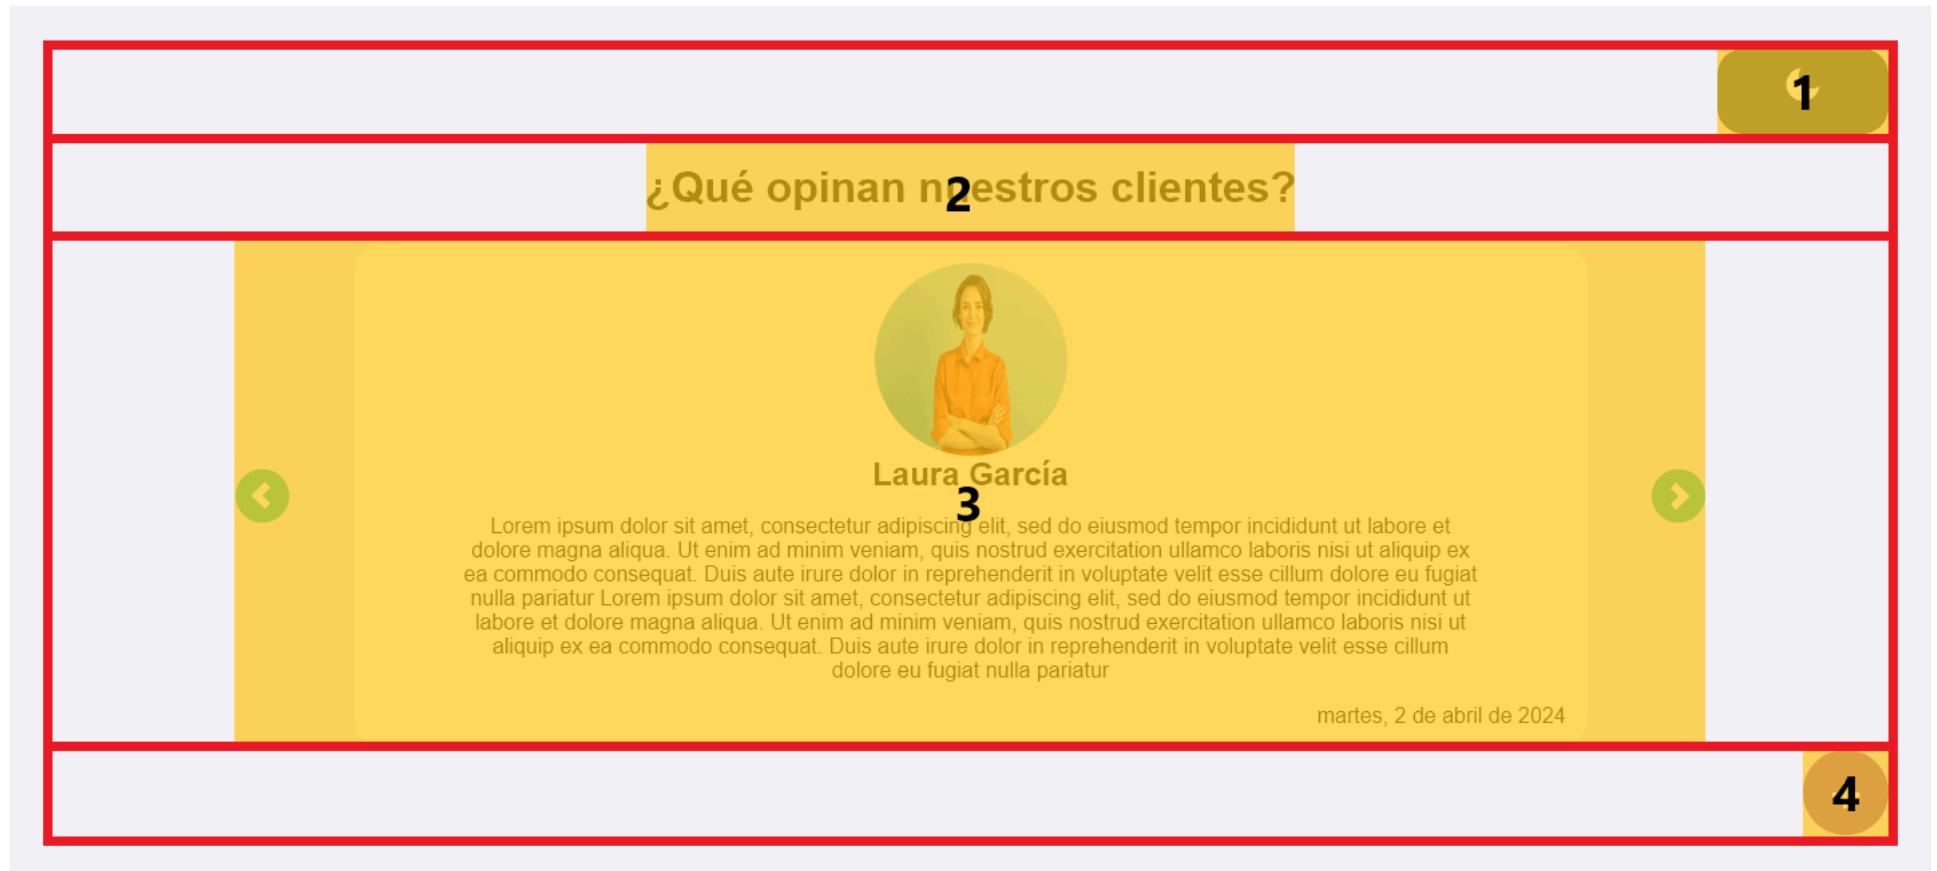 1
¿Qué opinan nuestros clientes?
2
Laura García
3
Lorem ipsum dolor sit amet, consectetur adipiscing elit, sed do eiusmod tempor incididunt ut labore et
dolore magna aliqua. Ut enim ad minim veniam, quis nostrud exercitation ullamco laboris nisi ut aliquip ex
ea commodo consequat. Duis aute irure dolor in reprehenderit in voluptate velit esse cillum dolore eu fugiat
nulla pariatur Lorem ipsum dolor sit amet, consectetur adipiscing elit, sed do eiusmod tempor incididunt ut
labore et dolore magna aliqua. Ut enim ad minim veniam, quis nostrud exercitation ullamco laboris nisi ut
aliquip ex ea commodo consequat. Duis aute irure dolor in reprehenderit in voluptate velit esse cillum
dolore eu fugiat nulla pariatur
martes, 2 de abril de 2024
4